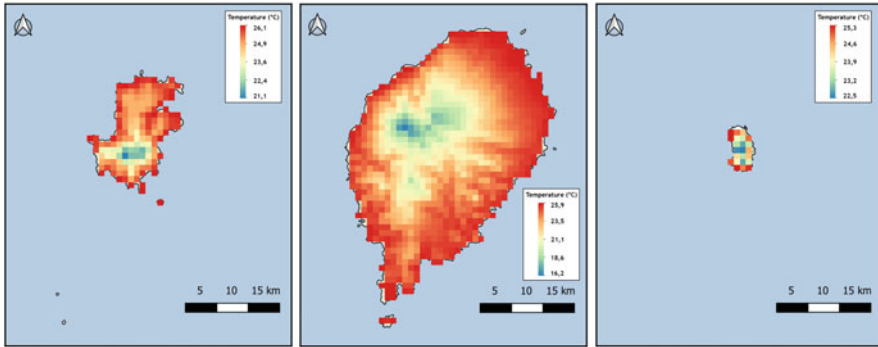 Temperature (°C)
26,1
24,9
23,6
22,4
21,1
5 10 15 km
Temperature (°C)
25,9
23,5
21,1
18,6
16,2
5 10 15 km
Temperature (°C)
25,3
24,6
23,9
23,2
22,5
5 10 15 km